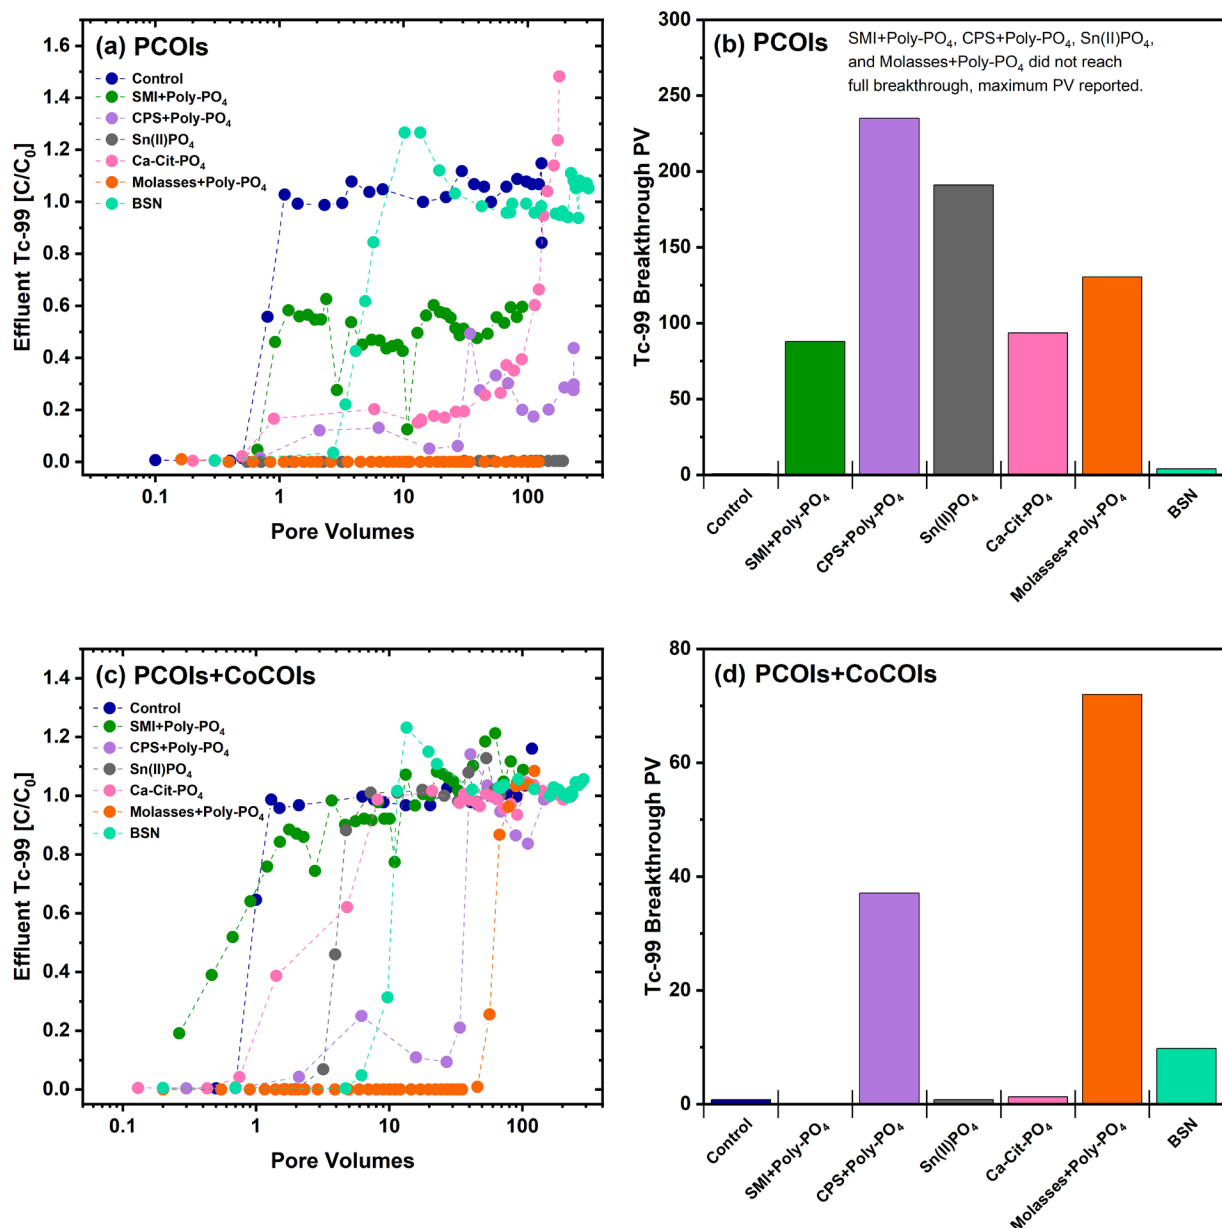 (a) PCOIs
Control
SMI+Poly-PO₄
CPS+Poly-PO₄
Sn(II)PO₄
Ca-Cit-PO₄
Molasses+Poly-PO₄
BSN
Effluent Tc-99 [C/C₀]
1.6
1.4
1.2
1.0
0.8
0.6
0.4
0.2
0.0
0.1
1
10
100
Pore Volumes
(b) PCOIs
SMI+Poly-PO₄, CPS+Poly-PO₄, Sn(II)PO₄,
and Molasses+Poly-PO₄ did not reach
full breakthrough, maximum PV reported.
Tc-99 Breakthrough PV
300
250
200
150
100
50
0
Control
SMI+Poly-PO₄
CPS+Poly-PO₄
Sn(II)PO₄
Ca-Cit-PO₄
Molasses+Poly-PO₄
BSN
(c) PCOIs+CoCOIs
Control
SMI+Poly-PO₄
CPS+Poly-PO₄
Sn(II)PO₄
Ca-Cit-PO₄
Molasses+Poly-PO₄
BSN
Effluent Tc-99 [C/C₀]
1.4
1.2
1.0
0.8
0.6
0.4
0.2
0.0
0.1
1
10
100
Pore Volumes
(d) PCOIs+CoCOIs
Tc-99 Breakthrough PV
80
60
40
20
0
Control
SMI+Poly-PO₄
CPS+Poly-PO₄
Sn(II)PO₄
Ca-Cit-PO₄
Molasses+Poly-PO₄
BSN